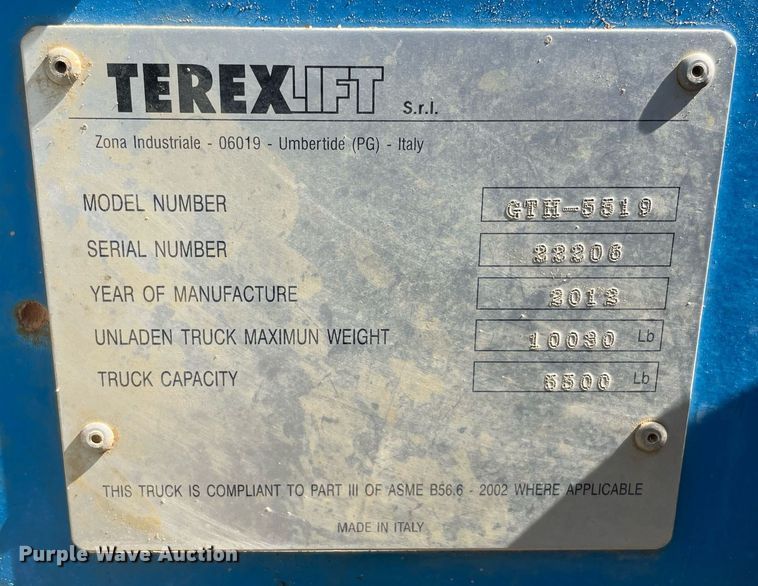 TEREXLIFT S.r.l.
Zona Industriale - 06019 - Umbertide (PG) - Italy
MODEL NUMBER GTH-5519
SERIAL NUMBER 22206
YEAR OF MANUFACTURE 2012
UNLADEN TRUCK MAXIMUN WEIGHT 10030 Lb
TRUCK CAPACITY 5500 Lb
THIS TRUCK IS COMPLIANT TO PART III OF ASME B56.6 - 2002 WHERE APPLICABLE
MADE IN ITALY
Purple Wave Auction